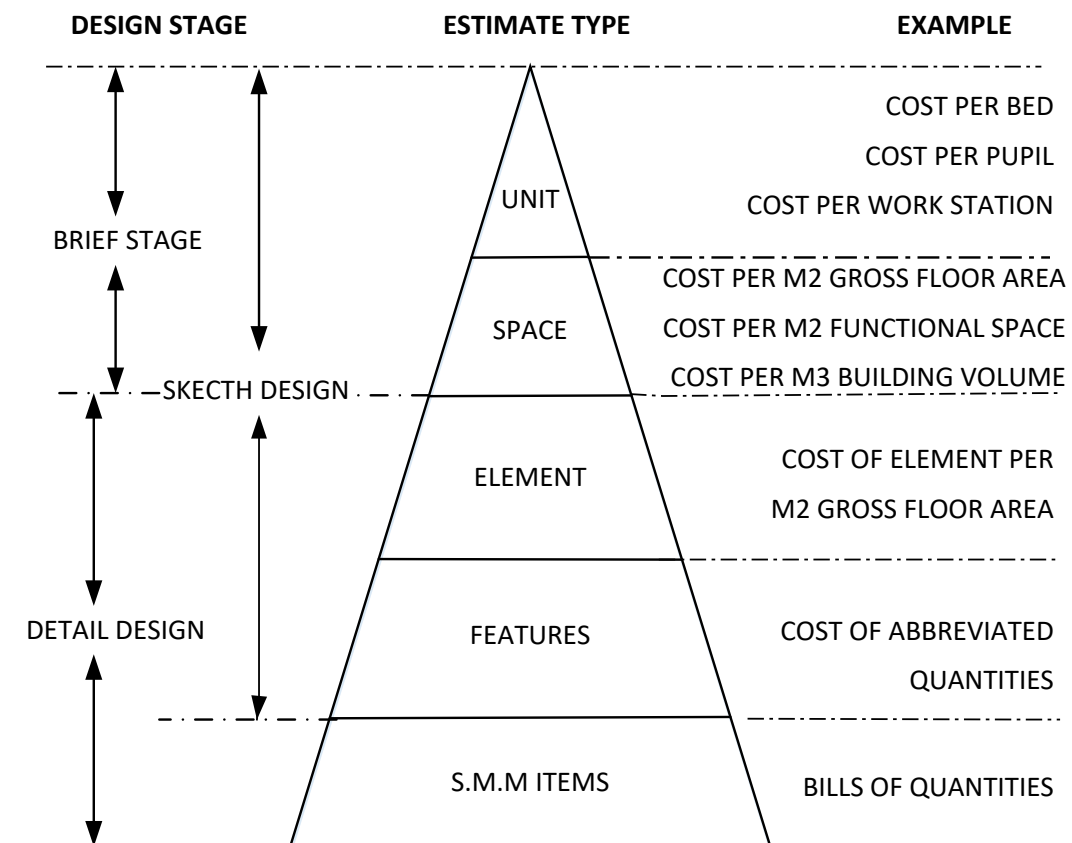 DESIGN STAGE
ESTIMATE TYPE
EXAMPLE
COST PER BED
COST PER PUPIL
UNIT
COST PER WORK STATION
BRIEF STAGE
COST PER M2 GROSS FLOOR AREA
SPACE
COST PER M2 FUNCTIONAL SPACE
COST PER M3 BUILDING VOLUME
SKECTH DESIGN
COST OF ELEMENT PER
ELEMENT
M2 GROSS FLOOR AREA
DETAIL DESIGN
FEATURES
COST OF ABBREVIATED
QUANTITIES
S.M.M ITEMS
BILLS OF QUANTITIES